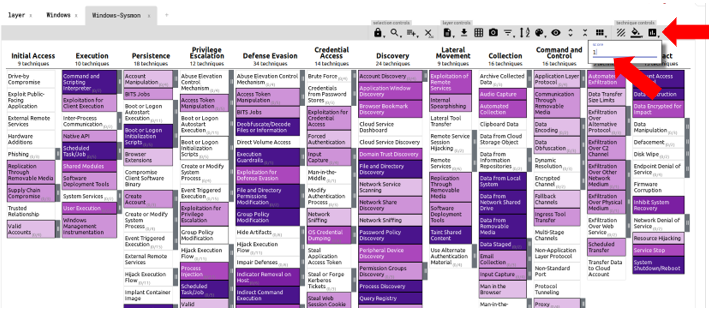 layer x Windows x Windows-Sysmon x +
selection controls layer controls technique controls
score
1
Initial Access
9 techniques
Drive-by
Compromise
Exploit Public-
Facing
Application
External Remote
Services
Hardware
Additions
Phishing
Replication
Through
Removable Media
Supply Chain
Compromise
Trusted
Relationship
Valid
Accounts
Execution
10 techniques
Command and
Scripting
Interpreter
Exploitation for
Client Execution
Inter-Process
Communication
Native API
Scheduled
Task/Job
Shared Modules
Software
Deployment Tools
System Services
User Execution
Windows
Management
Instrumentation
Persistence
18 techniques
Account
Manipulation
BITS Jobs
Boot or Logon
Autostart
Execution
Boot or Logon
Initialization
Scripts
Browser
Extensions
Compromise
Client Software
Binary
Create
Account
Create or Modify
System
Process
Event Triggered
Execution
External Remote
Services
Hijack Execution
Flow
Implant Container
Image
Privilege
Escalation
12 techniques
Abuse Elevation
Control
Mechanism
Access Token
Manipulation
Boot or Logon
Autostart
Execution
Boot or Logon
Initialization
Scripts
Create or Modify
System
Process
Event Triggered
Execution
Exploitation for
Privilege
Escalation
Group Policy
Modification
Hijack Execution
Flow
Process
Injection
Scheduled
Task/Job
Valid
Defense Evasion
34 techniques
Abuse Elevation Control
Mechanism
Access Token
Manipulation
BITS Jobs
Deobfuscate/Decode
Files or Information
Direct Volume Access
Execution
Guardrails
Exploitation for
Defense Evasion
File and Directory
Permissions
Modification
Group Policy
Modification
Hide Artifacts
Hijack Execution
Flow
Impair Defenses
Indicator Removal on
Host
Indirect Command
Execution
Credential
Access
14 techniques
Brute Force
Credentials
from Password
Stores
Exploitation for
Credential
Access
Forced
Authentication
Input
Capture
Man-in-the-
Middle
Modify
Authentication
Process
Network
Sniffing
OS Credential
Dumping
Steal
Application
Access Token
Steal or Forge
Kerberos
Tickets
Steal Web
Session Cookie
Discovery
24 techniques
Account Discovery
Application Window
Discovery
Browser Bookmark
Discovery
Cloud Service
Dashboard
Cloud Service Discovery
Domain Trust Discovery
File and Directory
Discovery
Network Service
Scanning
Network Share
Discovery
Network Sniffing
Password Policy
Discovery
Peripheral Device
Discovery
Permission Groups
Discovery
Process Discovery
Query Registry
Lateral
Movement
9 techniques
Exploitation of
Remote
Services
Internal
Spearphishing
Lateral Tool
Transfer
Remote Service
Session
Hijacking
Remote
Services
Replication
Through
Removable
Media
Software
Deployment
Tools
Taint Shared
Content
Use Alternate
Authentication
Material
Collection
16 techniques
Archive Collected
Data
Audio Capture
Automated
Collection
Clipboard Data
Data from Cloud
Storage Object
Data from
Information
Repositories
Data from Local
System
Data from
Network Shared
Drive
Data from
Removable
Media
Data Staged
Email
Collection
Input Capture
Man in the
Browser
Man-in-the-
Command and
Control
16 techniques
Application Layer
Protocol
Communication
Through
Removable
Media
Data
Encoding
Data
Obfuscation
Dynamic
Resolution
Encrypted
Channel
Fallback
Channels
Ingress Tool
Transfer
Multi-Stage
Channels
Non-Application
Layer Protocol
Non-Standard
Port
Protocol
Tunneling
Proxy
Automated
Exfiltration
Data Transfer
Size Limits
Exfiltration
Over
Alternative
Protocol
Exfiltration
Over C2
Channel
Exfiltration
Over Other
Network
Medium
Exfiltration
Over Physical
Medium
Exfiltration
Over Web
Service
Scheduled
Transfer
Transfer Data
to Cloud
Account
Access
Data Encrypted for
Impact
Data
Manipulation
Defacement
Disk Wipe
Endpoint Denial of
Service
Firmware
Corruption
Inhibit System
Recovery
Network Denial of
Service
Resource Hijacking
Service Stop
System
Shutdown/Reboot